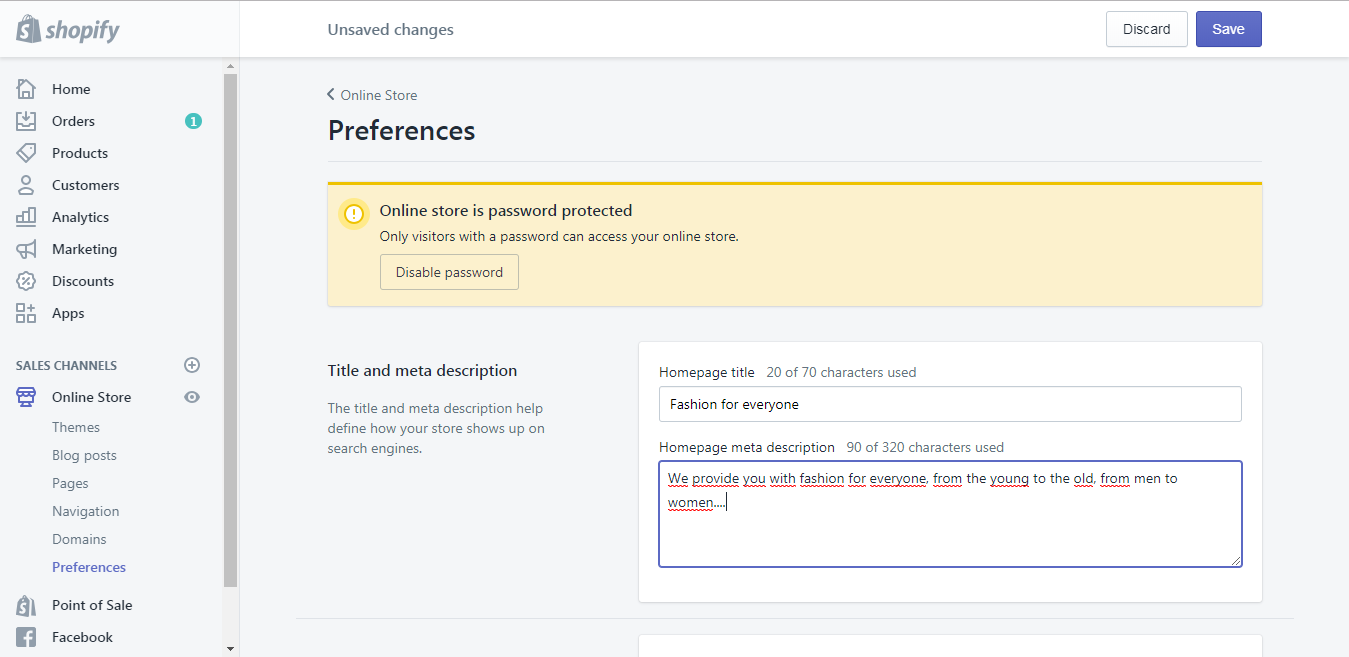 shopify
Unsaved changes
Discard
Save
Home
Orders
1
Products
Customers
Analytics
Marketing
Discounts
Apps
SALES CHANNELS
Online Store
Themes
Blog posts
Pages
Navigation
Domains
Preferences
Point of Sale
Facebook
Online Store
Preferences
Online store is password protected
Only visitors with a password can access your online store.
Disable password
Title and meta description
The title and meta description help
define how your store shows up on
search engines.
Homepage title 20 of 70 characters used
Fashion for everyone
Homepage meta description 90 of 320 characters used
We provide you with fashion for everyone, from the young to the old, from men to
women....